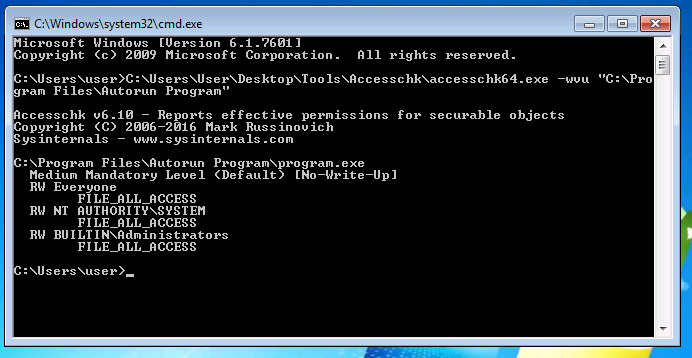 C:\Windows\system32\cmd.exe
Microsoft Windows [Version 6.1.7601]
Copyright (c) 2009 Microsoft Corporation.  All rights reserved.
C:\Users\user>C:\Users\User\Desktop\Tools\Accesschk\accesschk64.exe -wvu "C:\Pro
gram Files\Autorun Program"
Accesschk v6.10 - Reports effective permissions for securable objects
Copyright (C) 2006-2016 Mark Russinovich
Sysinternals - www.sysinternals.com
C:\Program Files\Autorun Program\program.exe
  Medium Mandatory Level (Default) [No-Write-Up]
  RW Everyone
        FILE_ALL_ACCESS
  RW NT AUTHORITY\SYSTEM
        FILE_ALL_ACCESS
  RW BUILTIN\Administrators
        FILE_ALL_ACCESS
C:\Users\user>_